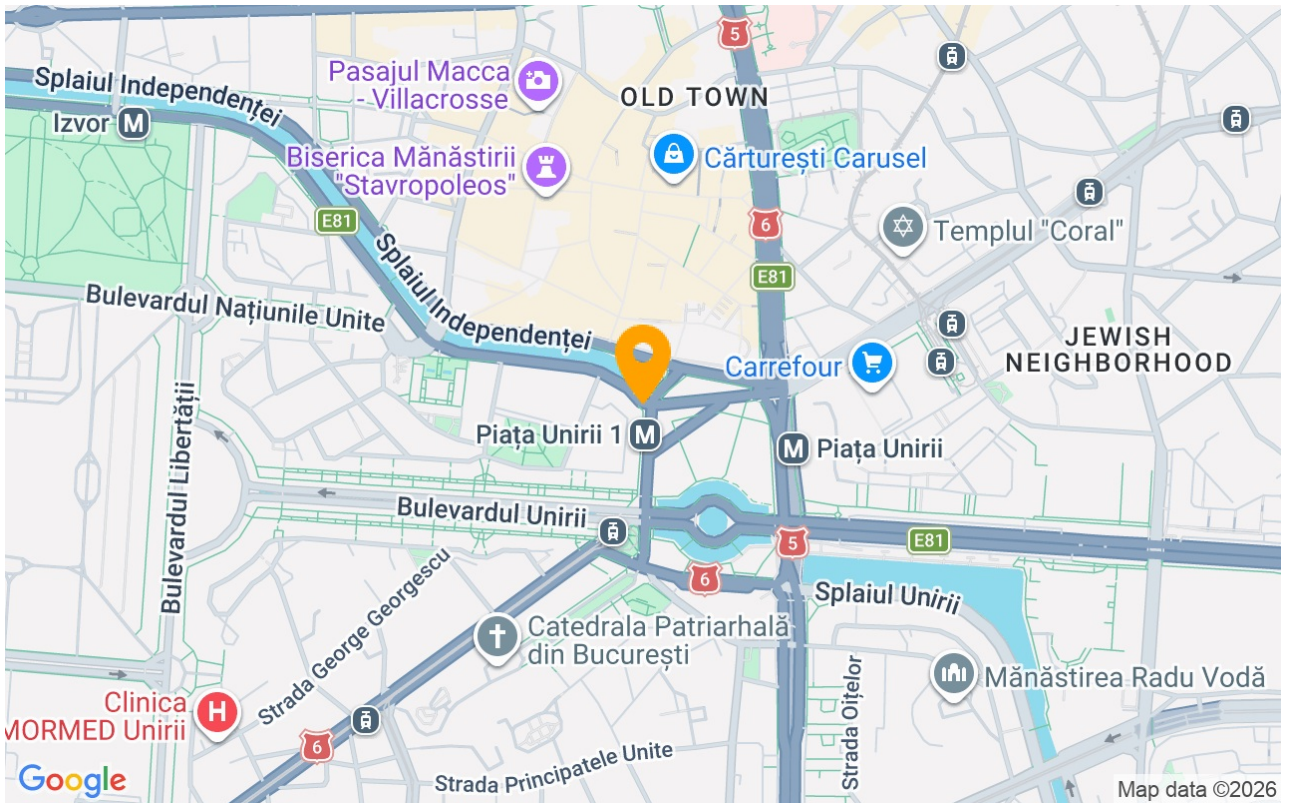 5
Pasajul Macca
- Villacrosse
OLD TOWN
Splaiul Independenței
Izvor M
Cărturești Carusel
Biserica Mănăstirii
"Stavropoleos"
E81
6
Templul "Coral"
Splaiul Independenței
E81
Bulevardul Națiunile Unite
JEWISH
NEIGHBORHOOD
Carrefour
Bulevardul Libertății
Piața Unirii 1 M
M Piața Unirii
Bulevardul Unirii
5
E81
6
Splaiul Unirii
Strada George Georgescu
Catedrala Patriarhală
din București
Strada Oițelor
Mănăstirea Radu Vodă
Clinica
MORMED Unirii
H
6
Strada Principatele Unite
Google
Map data ©2026